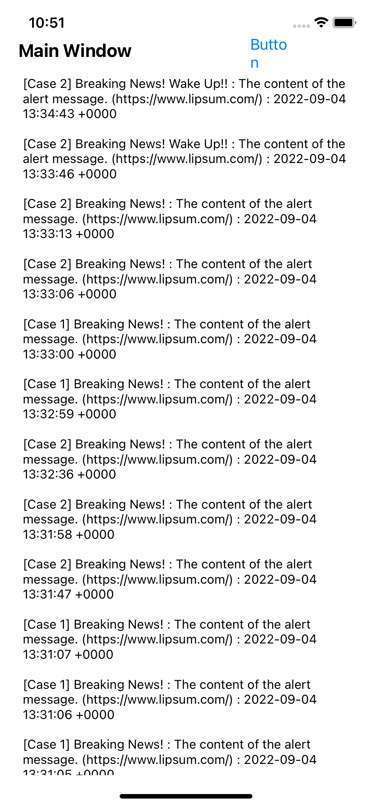 10:51
Main Window
Butto
n
[Case 2] Breaking News! Wake Up!! : The content of the
alert message. (https://www.lipsum.com/) : 2022-09-04
13:34:43 +0000
[Case 2] Breaking News! Wake Up!! : The content of the
alert message. (https://www.lipsum.com/) : 2022-09-04
13:33:46 +0000
[Case 2] Breaking News! : The content of the alert
message. (https://www.lipsum.com/) : 2022-09-04
13:33:13 +0000
[Case 2] Breaking News! : The content of the alert
message. (https://www.lipsum.com/) : 2022-09-04
13:33:06 +0000
[Case 1] Breaking News! : The content of the alert
message. (https://www.lipsum.com/) : 2022-09-04
13:33:00 +0000
[Case 1] Breaking News! : The content of the alert
message. (https://www.lipsum.com/) : 2022-09-04
13:32:59 +0000
[Case 2] Breaking News! : The content of the alert
message. (https://www.lipsum.com/) : 2022-09-04
13:32:36 +0000
[Case 2] Breaking News! : The content of the alert
message. (https://www.lipsum.com/) : 2022-09-04
13:31:58 +0000
[Case 2] Breaking News! : The content of the alert
message. (https://www.lipsum.com/) : 2022-09-04
13:31:47 +0000
[Case 1] Breaking News! : The content of the alert
message. (https://www.lipsum.com/) : 2022-09-04
13:31:07 +0000
[Case 1] Breaking News! : The content of the alert
message. (https://www.lipsum.com/) : 2022-09-04
13:31:06 +0000
[Case 1] Breaking News! : The content of the alert
message. (https://www.lipsum.com/) : 2022-09-04
13:31:05 +0000